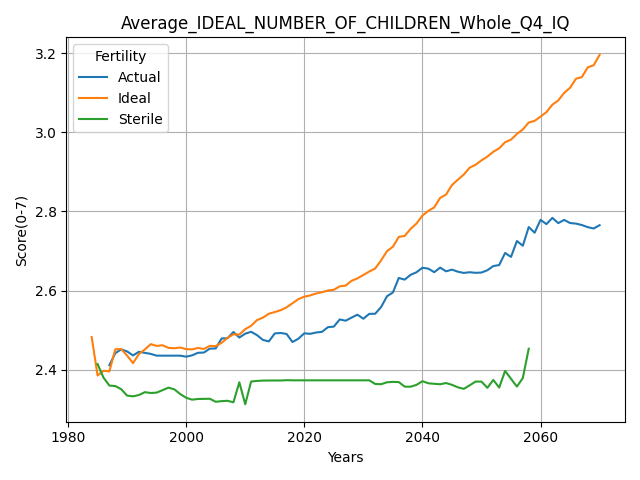 Average_IDEAL_NUMBER_OF_CHILDREN_Whole_Q4_IQ
Fertility
Actual
Ideal
Sterile
Score(0-7)
3.2
3.0
2.8
2.6
2.4
1980
2000
2020
2040
2060
Years